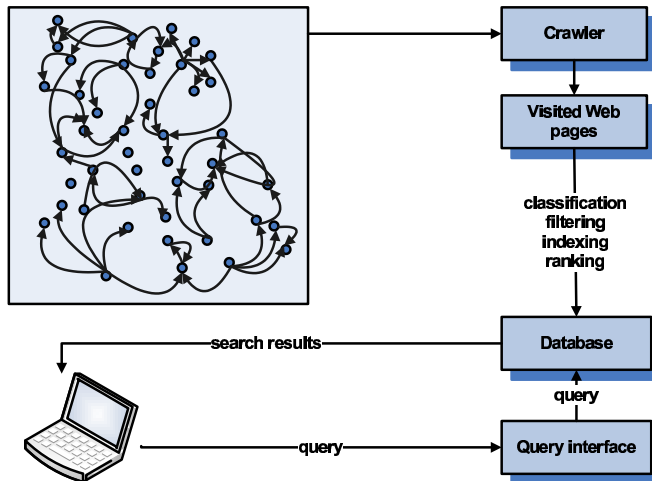 Crawler
Visited Web
pages
classification
filtering
indexing
ranking
search results
Database
query
query
Query interface